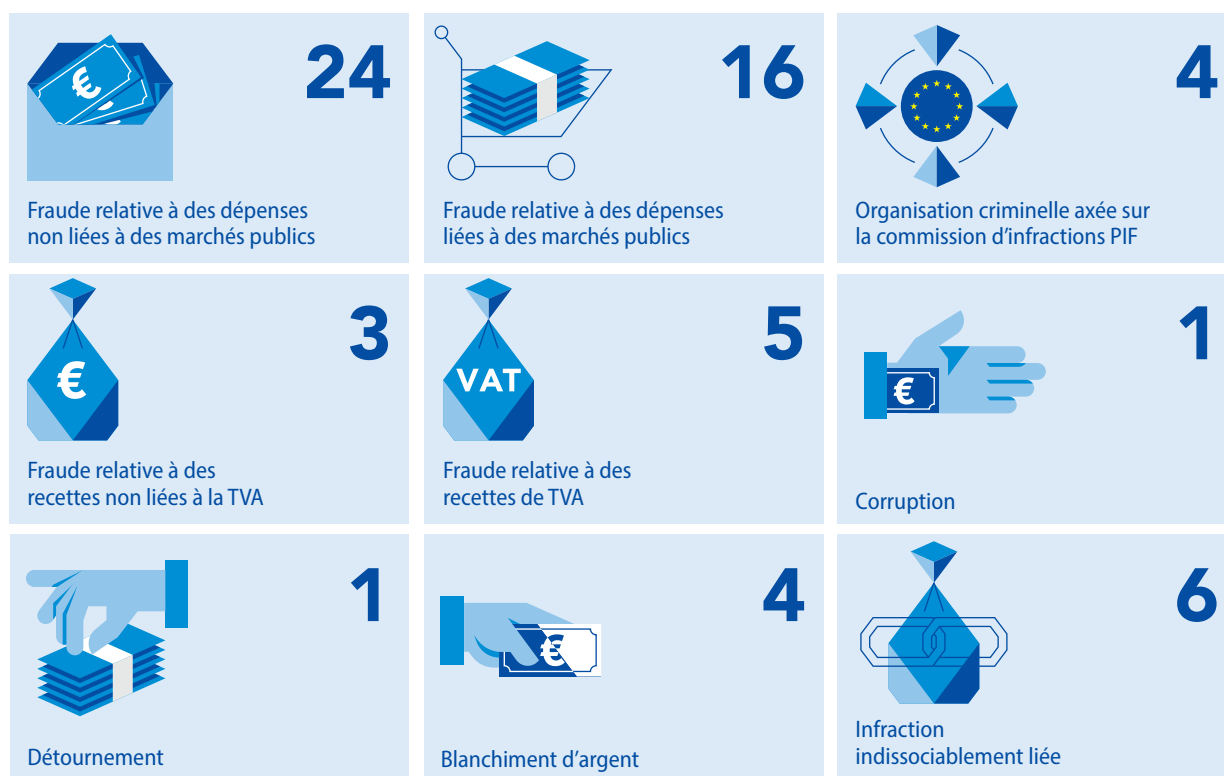 24
Fraude relative à des dépenses
non liées à des marchés publics
16
Fraude relative à des dépenses
liées à des marchés publics
4
Organisation criminelle axée sur
la commission d'infractions PIF
€
3
Fraude relative à des
recettes non liées à la TVA
VAT
5
Fraude relative à des
recettes de TVA
€
1
Corruption
1
Détournement
€
4
Blanchiment d'argent
6
Infraction
indissociablement liée